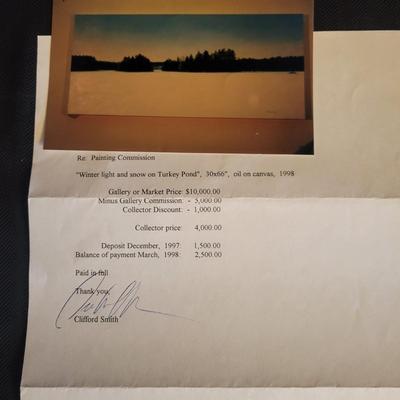 Re: Painting Commission
"Winter light and snow on Turkey Pond", 30x66", oil on canvas, 1998
Gallery or Market Price: $10,000.00
Minus Gallery Commission: - 5,000.00
Collector Discount: - 1,000.00
Collector price: 4,000.00
Deposit December, 1997: 1,500.00
Balance of payment March, 1998: 2,500.00
Paid in full
Thank you,
Clifford Smith